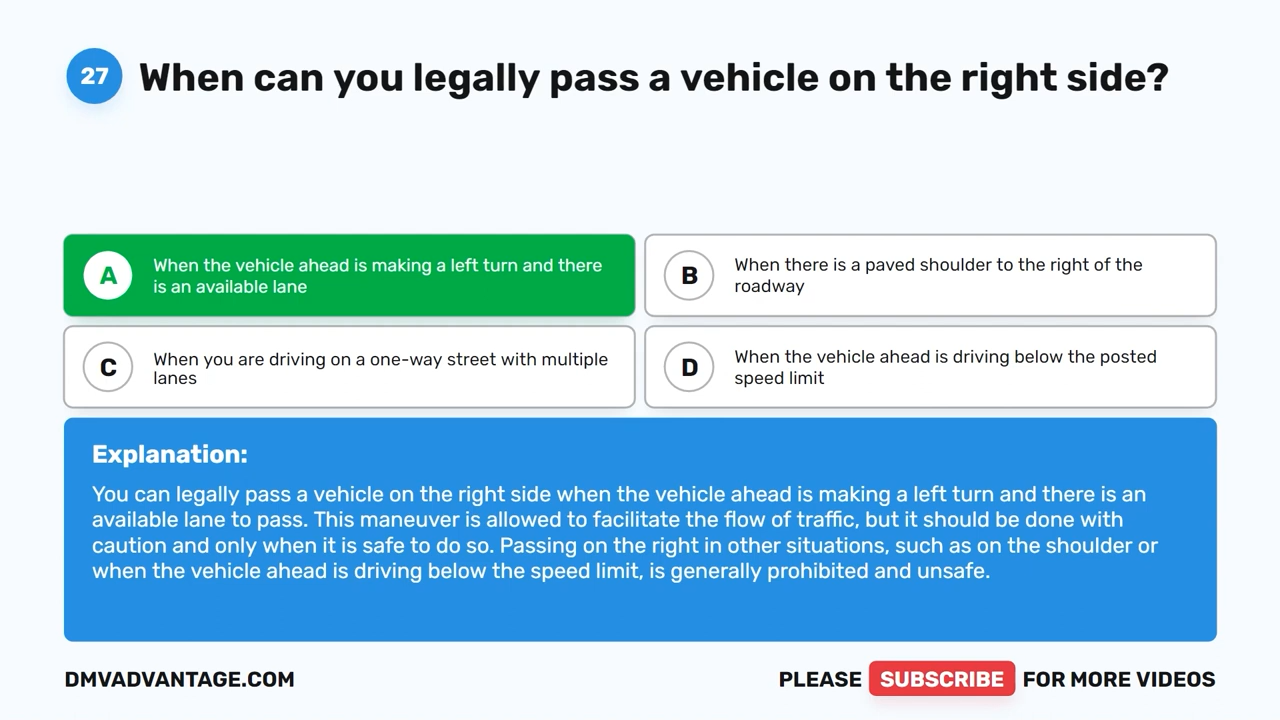 27 When can you legally pass a vehicle on the right side?
A When the vehicle ahead is making a left turn and there
is an available lane
B When there is a paved shoulder to the right of the
roadway
C When you are driving on a one-way street with multiple
lanes
D When the vehicle ahead is driving below the posted
speed limit
Explanation:
You can legally pass a vehicle on the right side when the vehicle ahead is making a left turn and there is an
available lane to pass. This maneuver is allowed to facilitate the flow of traffic, but it should be done with
caution and only when it is safe to do so. Passing on the right in other situations, such as on the shoulder or
when the vehicle ahead is driving below the speed limit, is generally prohibited and unsafe.
DMVADVANTAGE.COM
PLEASE SUBSCRIBE FOR MORE VIDEOS